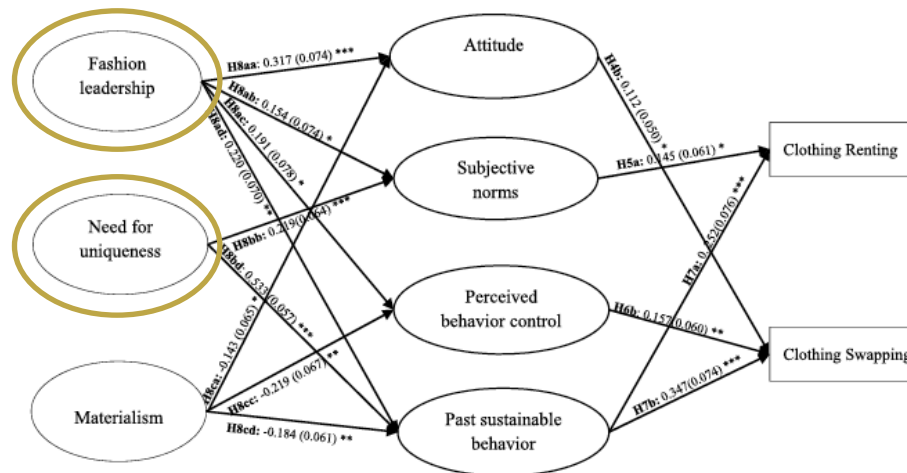 Fashion
leadership
Need for
uniqueness
Materialism
H8aa: 0.317 (0.074) ***
H8ab: 0.154 (0.074) *
H8ac: 0.191 (0.078) *
H8ad: 0.220 (0.070) **
H8bb: 0.219(0.064) ***
H8bd: 0.533 (0.057) ***
H8ca: -0.143 (0.065) *
H8cc: -0.219 (0.067) **
H8cd: -0.184 (0.061) **
Attitude
Subjective
norms
Perceived
behavior control
Past sustainable
behavior
H4b: 0.112 (0.050) *
H5a: 0.145 (0.061) *
H7a: 0.252(0.076) ***
H6b: 0.157(0.060) **
H7b: 0.347(0.074) ***
Clothing Renting
Clothing Swapping